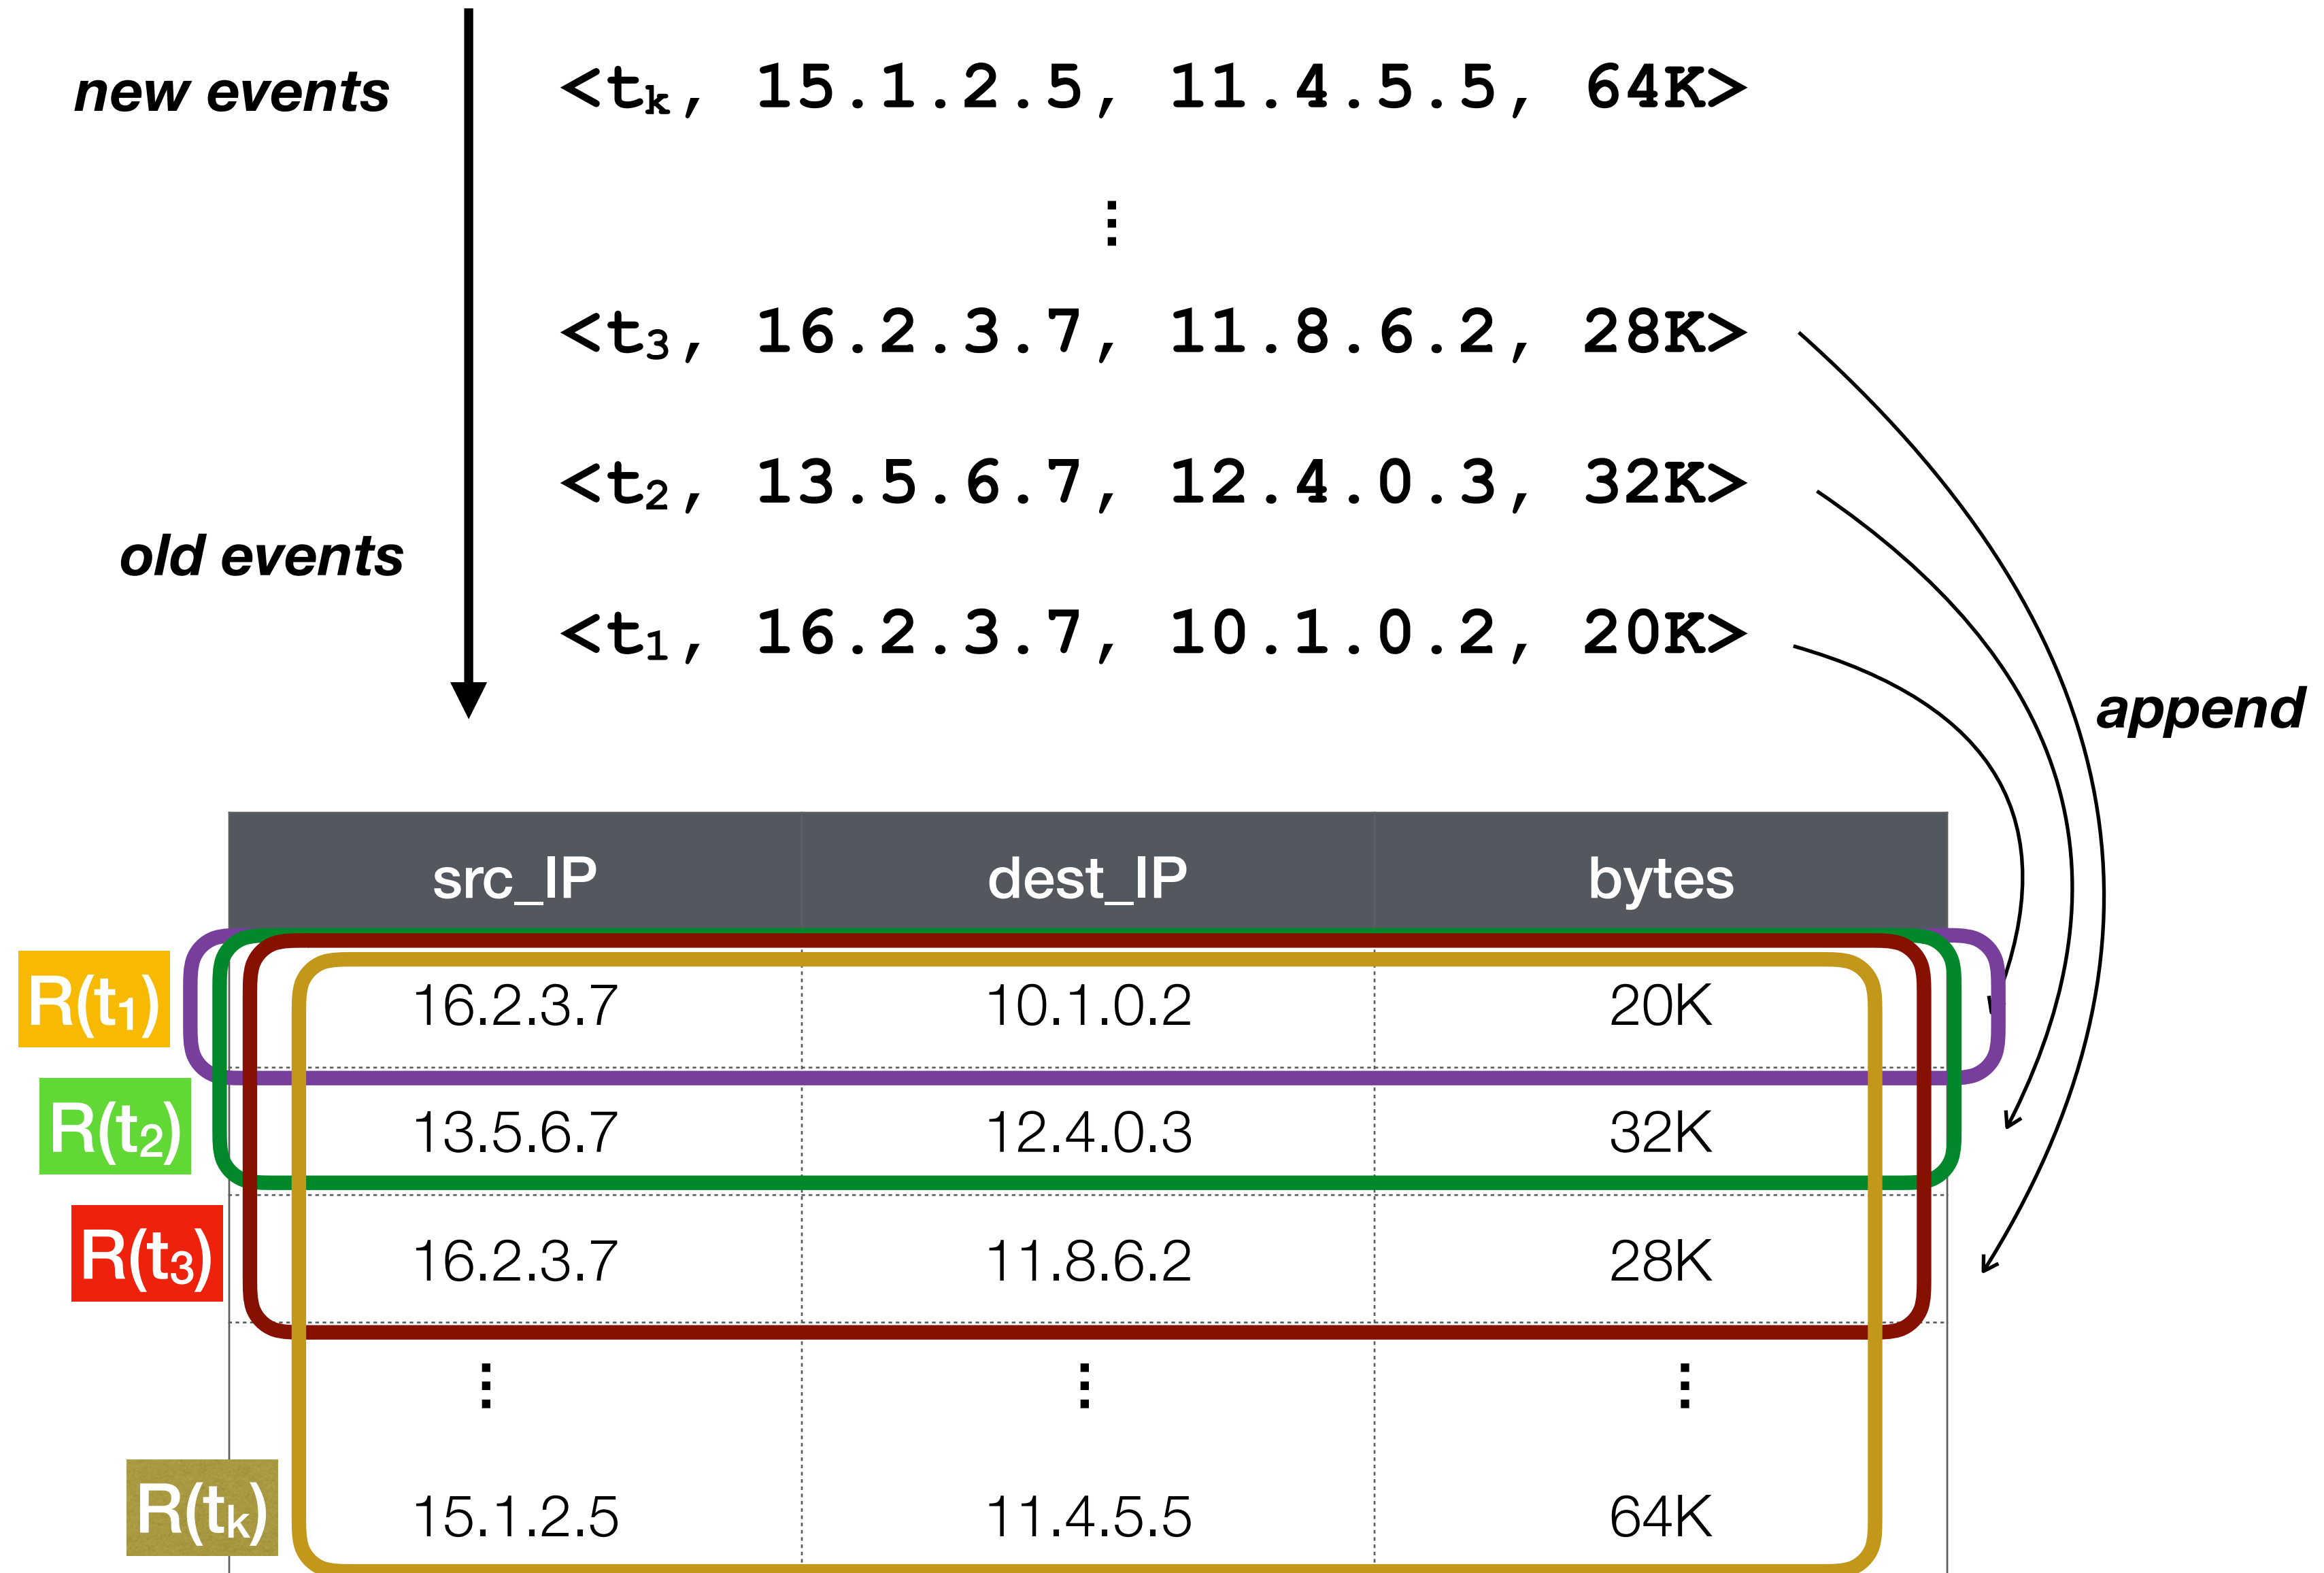 new events
<tₖ, 15.1.2.5, 11.4.5.5, 64K>
⋮
<t₃, 16.2.3.7, 11.8.6.2, 28K>
<t₂, 13.5.6.7, 12.4.0.3, 32K>
old events
<t₁, 16.2.3.7, 10.1.0.2, 20K>
append
src_IP dest_IP bytes
R(t₁) 16.2.3.7 10.1.0.2 20K
R(t₂) 13.5.6.7 12.4.0.3 32K
R(t₃) 16.2.3.7 11.8.6.2 28K
⋮ ⋮ ⋮
R(tₖ) 15.1.2.5 11.4.5.5 64K